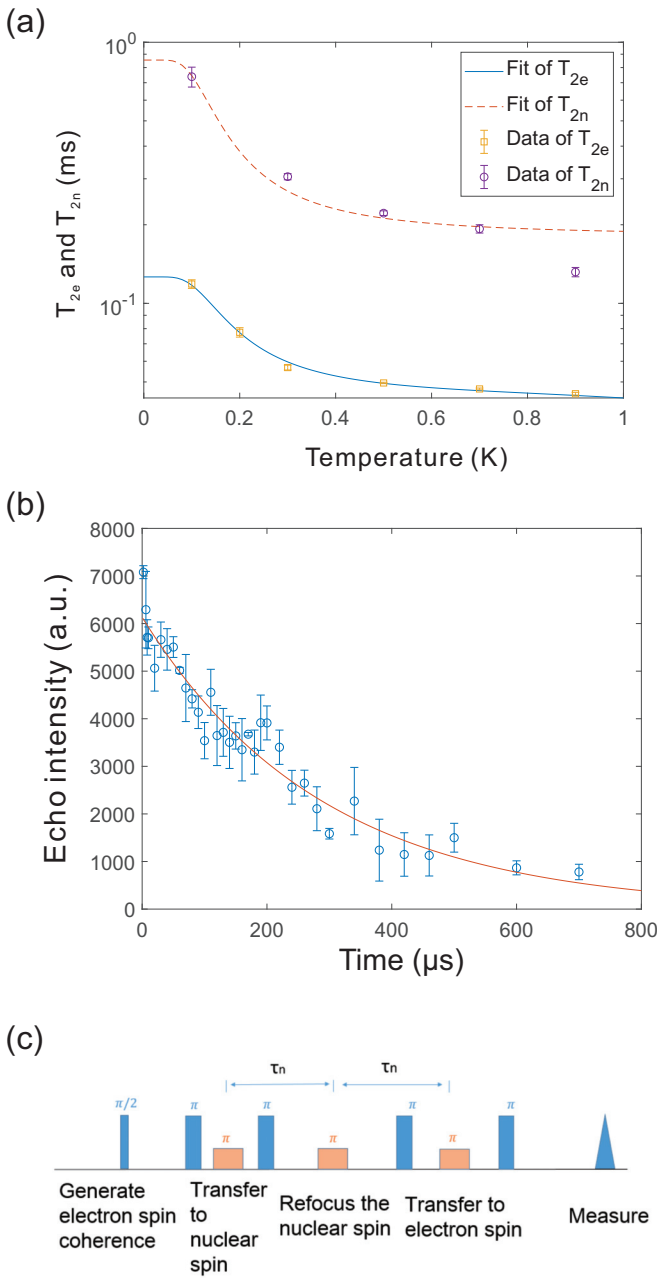 (a)
10⁰
10⁻¹
T₂ₑ and T₂ₙ (ms)
Fit of T₂ₑ
Fit of T₂ₙ
Data of T₂ₑ
Data of T₂ₙ
0 0.2 0.4 0.6 0.8 1
Temperature (K)
(b)
8000
7000
6000
5000
4000
3000
2000
1000
0
Echo intensity (a.u.)
0 200 400 600 800
Time (μs)
(c)
τn τn
π/2 π π π π
π π π
Generate
electron spin
coherence
Transfer
to
nuclear
spin
Refocus the
nuclear spin
Transfer to
electron spin
Measure